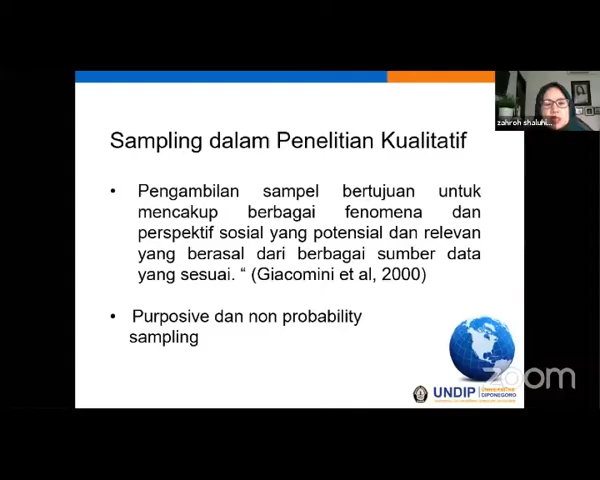 zahroh shaluhi...
Sampling dalam Penelitian Kualitatif
• Pengambilan sampel bertujuan untuk
mencakup berbagai fenomena dan
perspektif sosial yang potensial dan relevan
yang berasal dari berbagai sumber data
yang sesuai. “ (Giacomini et al, 2000)
• Purposive dan non probability
sampling
zoom
UNDIP
DIPONEGORO